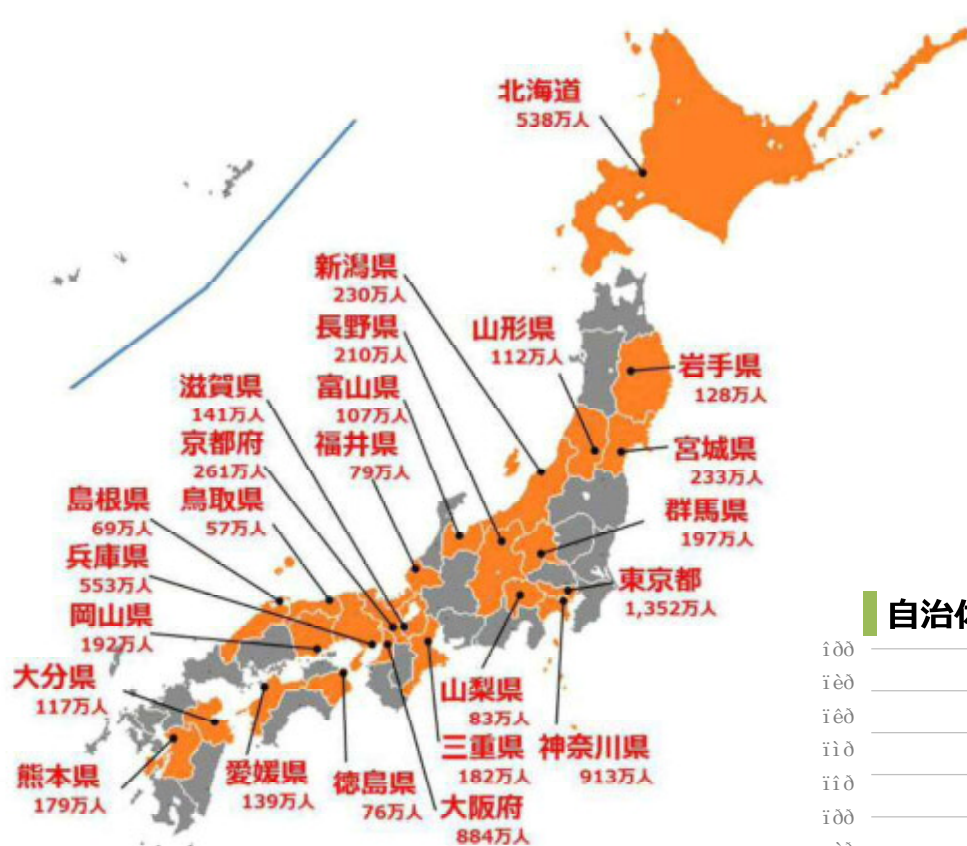 北海道
538万人
新潟県
230万人
長野県
210万人
山形県
112万人
岩手県
128万人
滋賀県
141万人
富山県
107万人
京都府
261万人
福井県
79万人
宮城県
233万人
島根県
69万人
鳥取県
57万人
群馬県
197万人
兵庫県
553万人
東京都
1,352万人
岡山県
192万人
大分県
117万人
山梨県
83万人
三重県
182万人
神奈川県
913万人
熊本県
179万人
愛媛県
139万人
徳島県
76万人
大阪府
884万人
自治体
îðð
ïèð
ïêð
ïìð
ïîð
ïðð